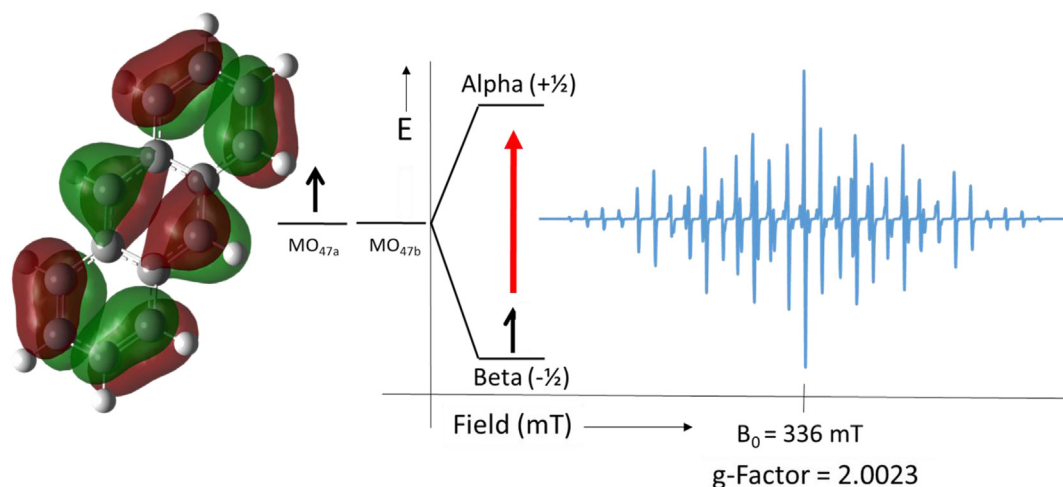 Alpha (+½)
E
MO47a
MO47b
Beta (-½)
Field (mT)
B0 = 336 mT
g-Factor = 2.0023